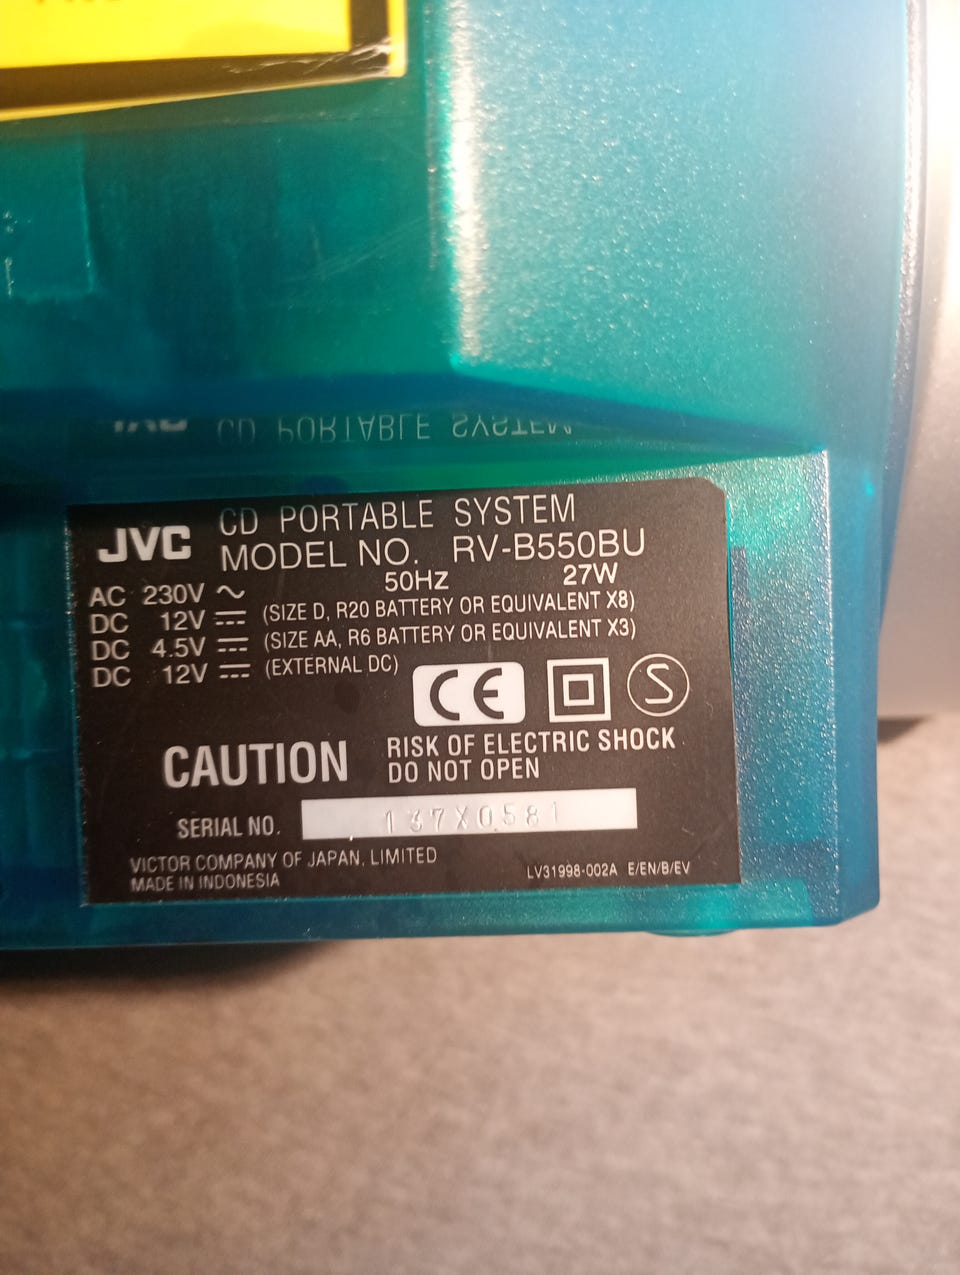 JVC CD PORTABLE SYSTEM
MODEL NO. RV-B550BU
AC 230V ~ 50HZ 27W
DC 12V ⎓ (SIZE D, R20 BATTERY OR EQUIVALENT X8)
DC 4.5V ⎓ (SIZE AA, R6 BATTERY OR EQUIVALENT X3)
DC 12V ⎓ (EXTERNAL DC)
CE S
CAUTION RISK OF ELECTRIC SHOCK
DO NOT OPEN
SERIAL NO. 137X0581
VICTOR COMPANY OF JAPAN, LIMITED
MADE IN INDONESIA
LV31998-002A E/EN/B/EV